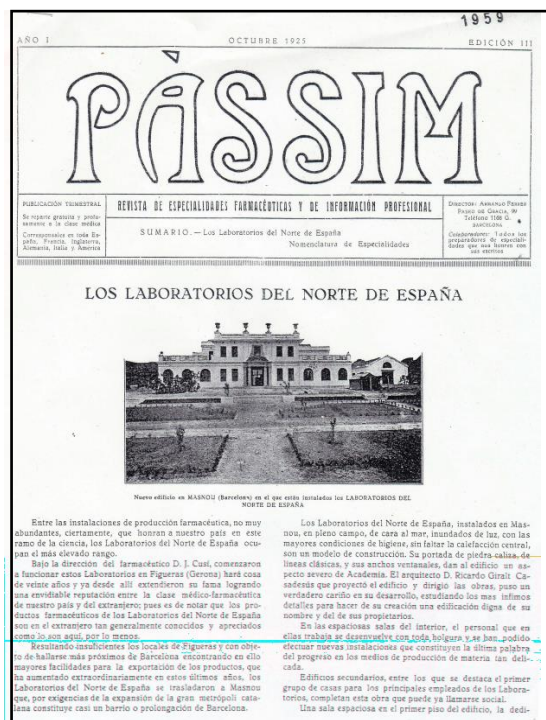 1959
AÑO I
OCTUBRE 1925
EDICIÓN III
PÀSSIM
PUBLICACIÓN TRIMESTRAL
Se reparte gratuita y profu-
samente a la clase médica
Corresponsales en toda Es-
paña, Francia, Inglaterra,
Alemania, Italia y América
REVISTA DE ESPECIALIDADES FARMACÉUTICAS Y DE INFORMACIÓN PROFESIONAL
SUMARIO.—Los Laboratorios del Norte de España
Nomenclatura de Especialidades
PASEO DE GRACIA, 99
BARCELONA
Colaboradores: Todos los
preparadores de especiali-
dades que nos honren con
sus escritos
LOS LABORATORIOS DEL NORTE DE ESPAÑA
Nuevo edificio en MASNOU (Barcelona) en el que están instalados los LABORATORIOS DEL
NORTE DE ESPAÑA
Entre las instalaciones de producción farmacéutica, no muy
abundantes, ciertamente, que honran a nuestro país en este
ramo de la ciencia, los Laboratorios del Norte de España ocu-
pan el más elevado rango.
Bajo la dirección del farmacéutico D. J. Cusí, comenzaron
a funcionar estos Laboratorios en Figueras (Gerona) hará cosa
de veinte años y ya desde allí extendieron su fama logrando
una envidiable reputación entre la clase médico-farmacéutica
de nuestro país y del extranjero; pues es de notar que los pro-
ductos farmacéuticos de los Laboratorios del Norte de España
son en el extranjero tan generalmente conocidos y apreciados
como lo son aquí, por lo menos.
Resultando insuficientes los locales de Figueras y con obje-
to de hallarse más próximos de Barcelona encontrando en ello
mayores facilidades para la exportación de los productos, que
ha aumentado extraordinariamente en estos últimos años, los
Laboratorios del Norte de España se trasladaron a Masnou
que, por exigencias de la expansión de la gran metrópoli cata-
lana constituye casi un barrio o prolongación de Barcelona.
Los Laboratorios del Norte de España, instalados en Mas-
nou, en pleno campo, de cara al mar, inundados de luz, con las
mayores condiciones de higiene, sin faltar la calefacción central,
son un modelo de construcción. Su portada de piedra caliza, de
líneas clásicas, y sus anchos ventanales, dan al edificio un as-
pecto severo de Academia. El arquitecto D. Ricardo Giralt Ca-
sadesús que proyectó el edificio y dirigió las obras, puso un
verdadero cariño en su desarrollo, estudiando los mas ínfimos
detalles para hacer de su creación una edificación digna de su
nombre y del de sus propietarios.
En las espaciosas salas del interior, el personal que en
ellas trabaja se desenvuelve con toda holgura y se han podido
efectuar nuevas instalaciones que constituyen la última palabra
del progreso en los medios de producción de materia tan deli-
cada.
Edificios secundarios, entre los que se destaca el primer
grupo de casas para los principales empleados de los Labora-
torios, completan esta obra que puede ya llamarse social.
Una sala espaciosa en el primer piso del edificio, la dedi-